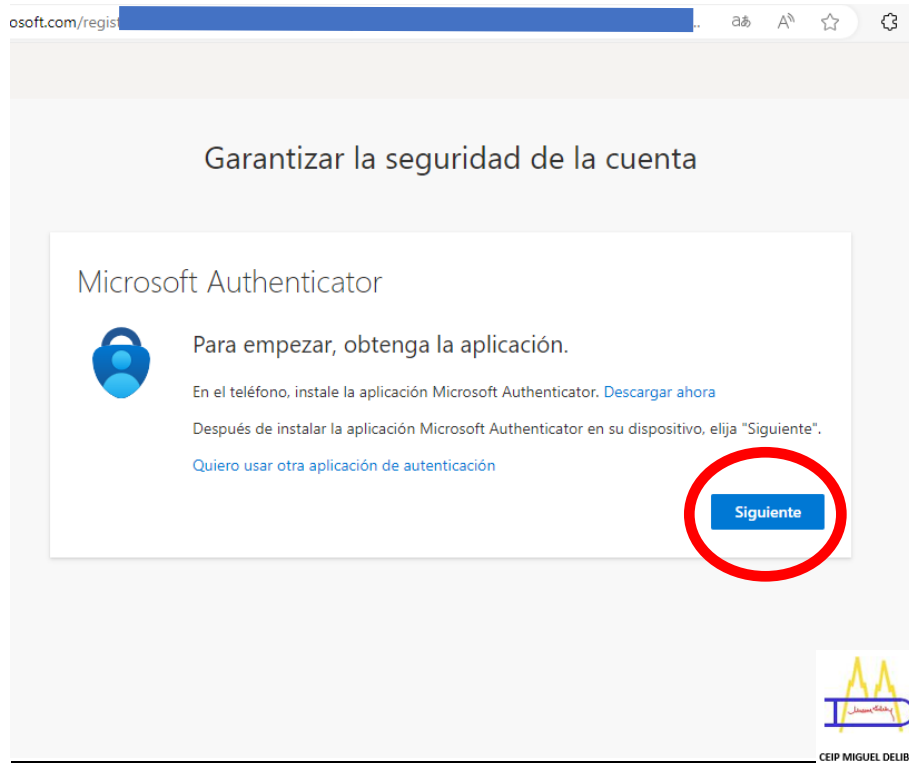 osoft.com/regis
Garantizar la seguridad de la cuenta
Microsoft Authenticator
Para empezar, obtenga la aplicación.
En el teléfono, instale la aplicación Microsoft Authenticator. Descargar ahora
Después de instalar la aplicación Microsoft Authenticator en su dispositivo, elija "Siguiente".
Quiero usar otra aplicación de autenticación
Siguiente
CEIP MIGUEL DELIB